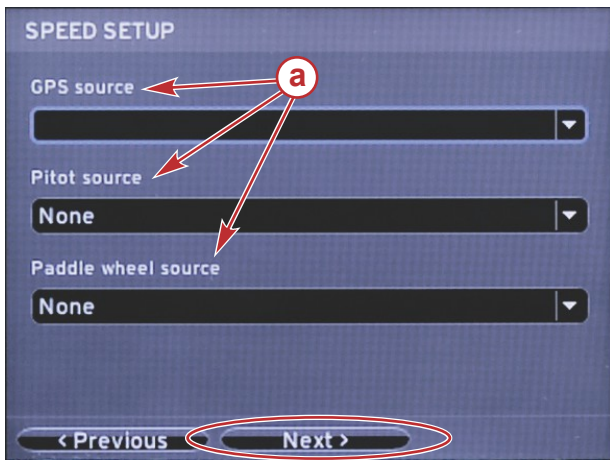 SPEED SETUP
GPS source
a
Pitot source
None
Paddle wheel source
None
< Previous
Next >